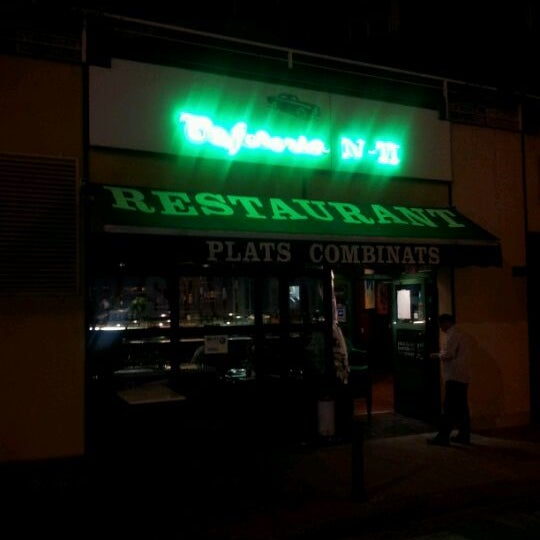 Cafeteria N-II
RESTAURANT
PLATS COMBINATS